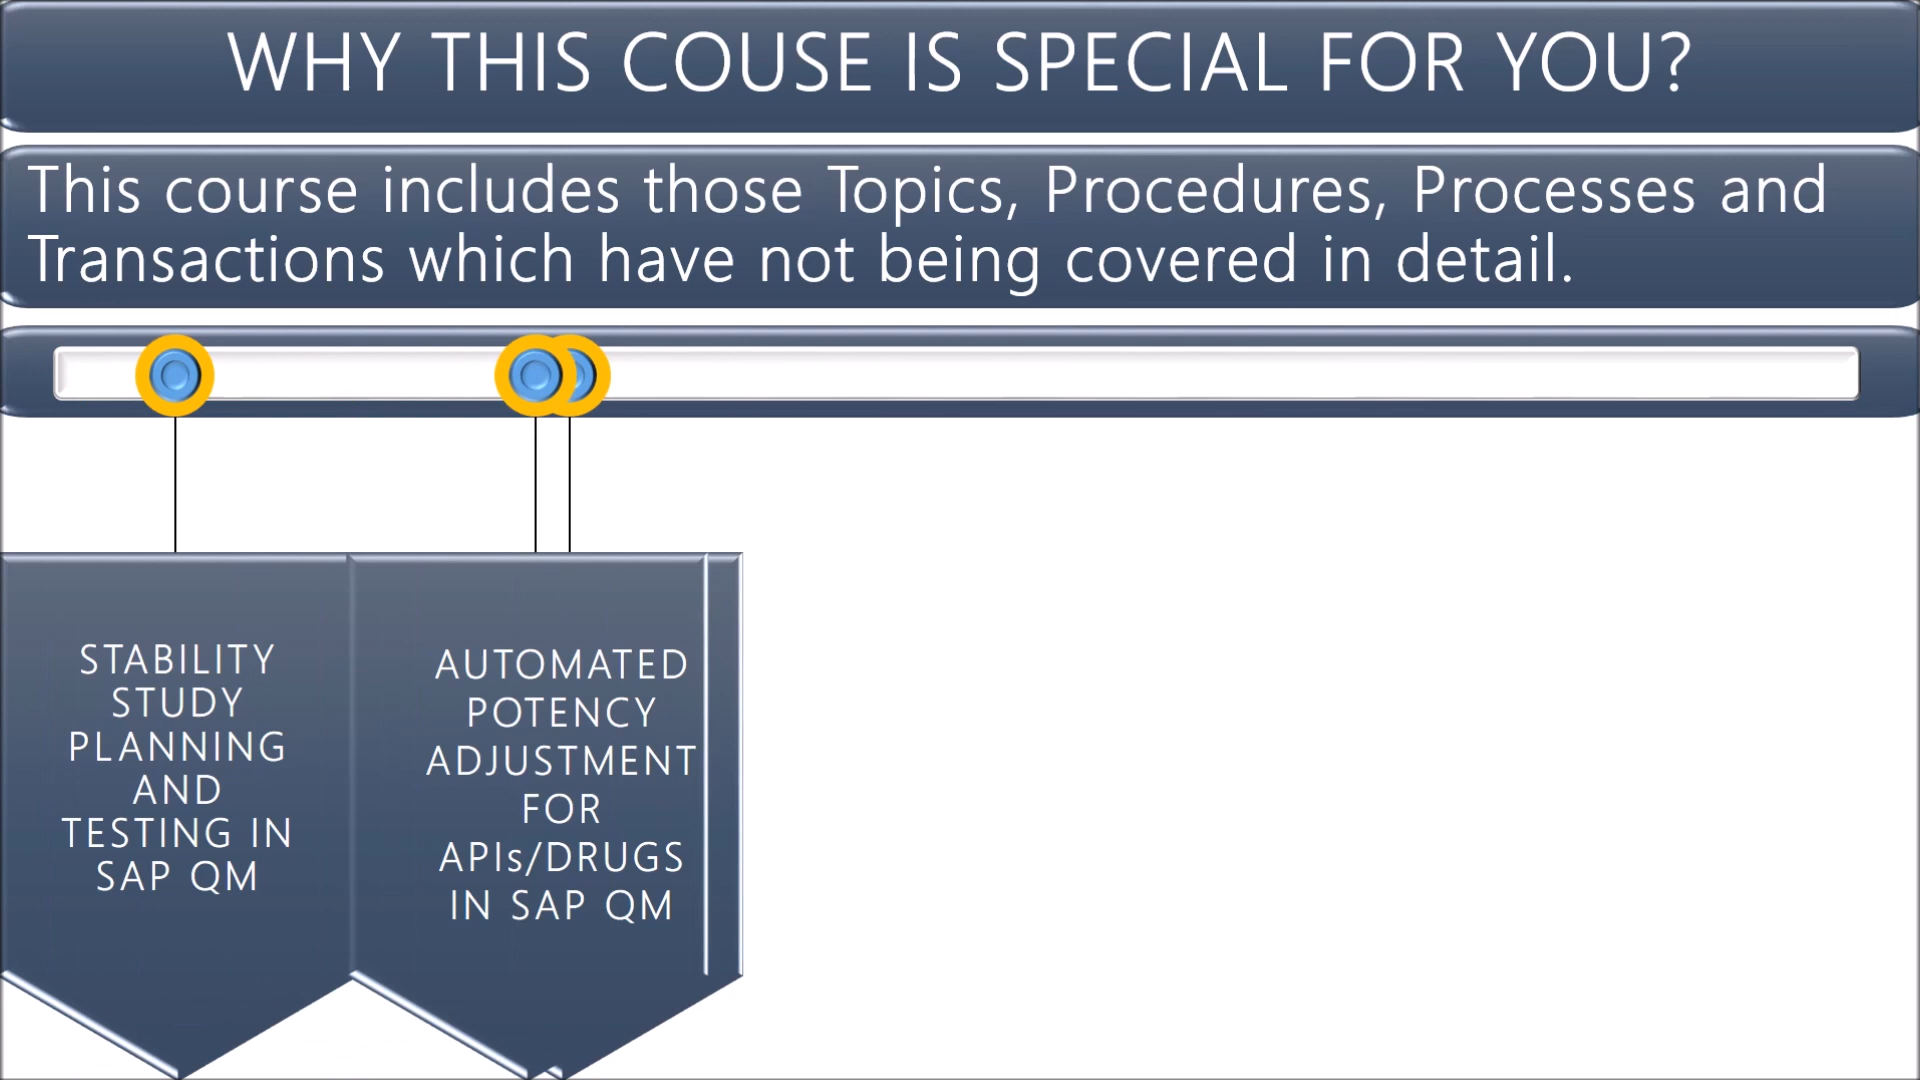 WHY THIS COUSE IS SPECIAL FOR YOU?
This course includes those Topics, Procedures, Processes and
Transactions which have not being covered in detail.
STABILITY
STUDY
PLANNING
AND
TESTING IN
SAP QM
AUTOMATED
POTENCY
ADJUSTMENT
FOR
APIs/DRUGS
IN SAP QM